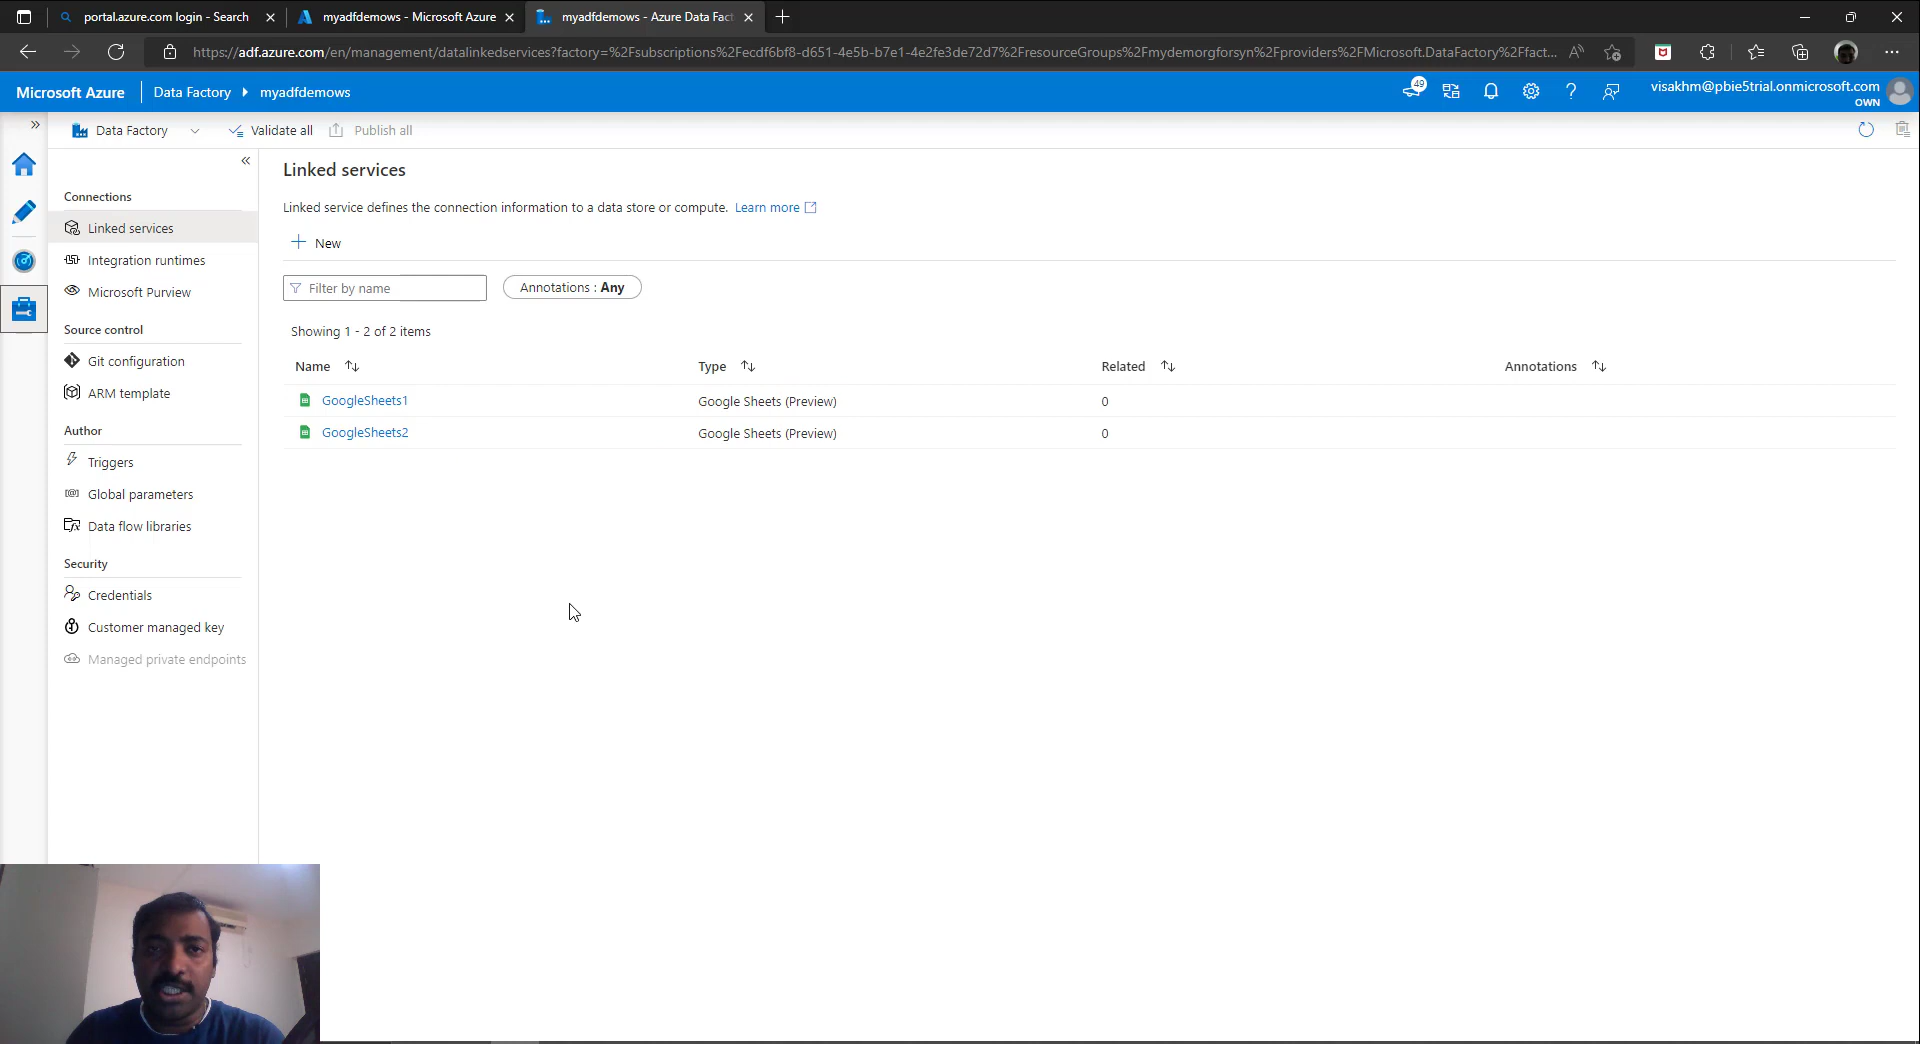 portal.azure.com login - Search
myadfdemows - Microsoft Azure
myadfdemows - Azure Data Fact
https://adf.azure.com/en/management/datalinkedservices?factory=%2Fsubscriptions%2Fecdf6bf8-d651-4e5b-b7e1-4e2fe3de72d7%2FresourceGroups%2Fmydemorgforsyn%2Fproviders%2FMicrosoft.DataFactory%2Ffact...
Microsoft Azure
Data Factory
myadfdemows
49
visakhm@pbie5trial.onmicrosoft.com
OWN
Data Factory
Validate all
Publish all
Connections
Linked services
Integration runtimes
Microsoft Purview
Source control
Git configuration
ARM template
Author
Triggers
Global parameters
Data flow libraries
Security
Credentials
Customer managed key
Managed private endpoints
Linked services
Linked service defines the connection information to a data store or compute. Learn more
New
Filter by name
Annotations : Any
Showing 1 - 2 of 2 items
Name Type Related Annotations
GoogleSheets1 Google Sheets (Preview) 0
GoogleSheets2 Google Sheets (Preview) 0